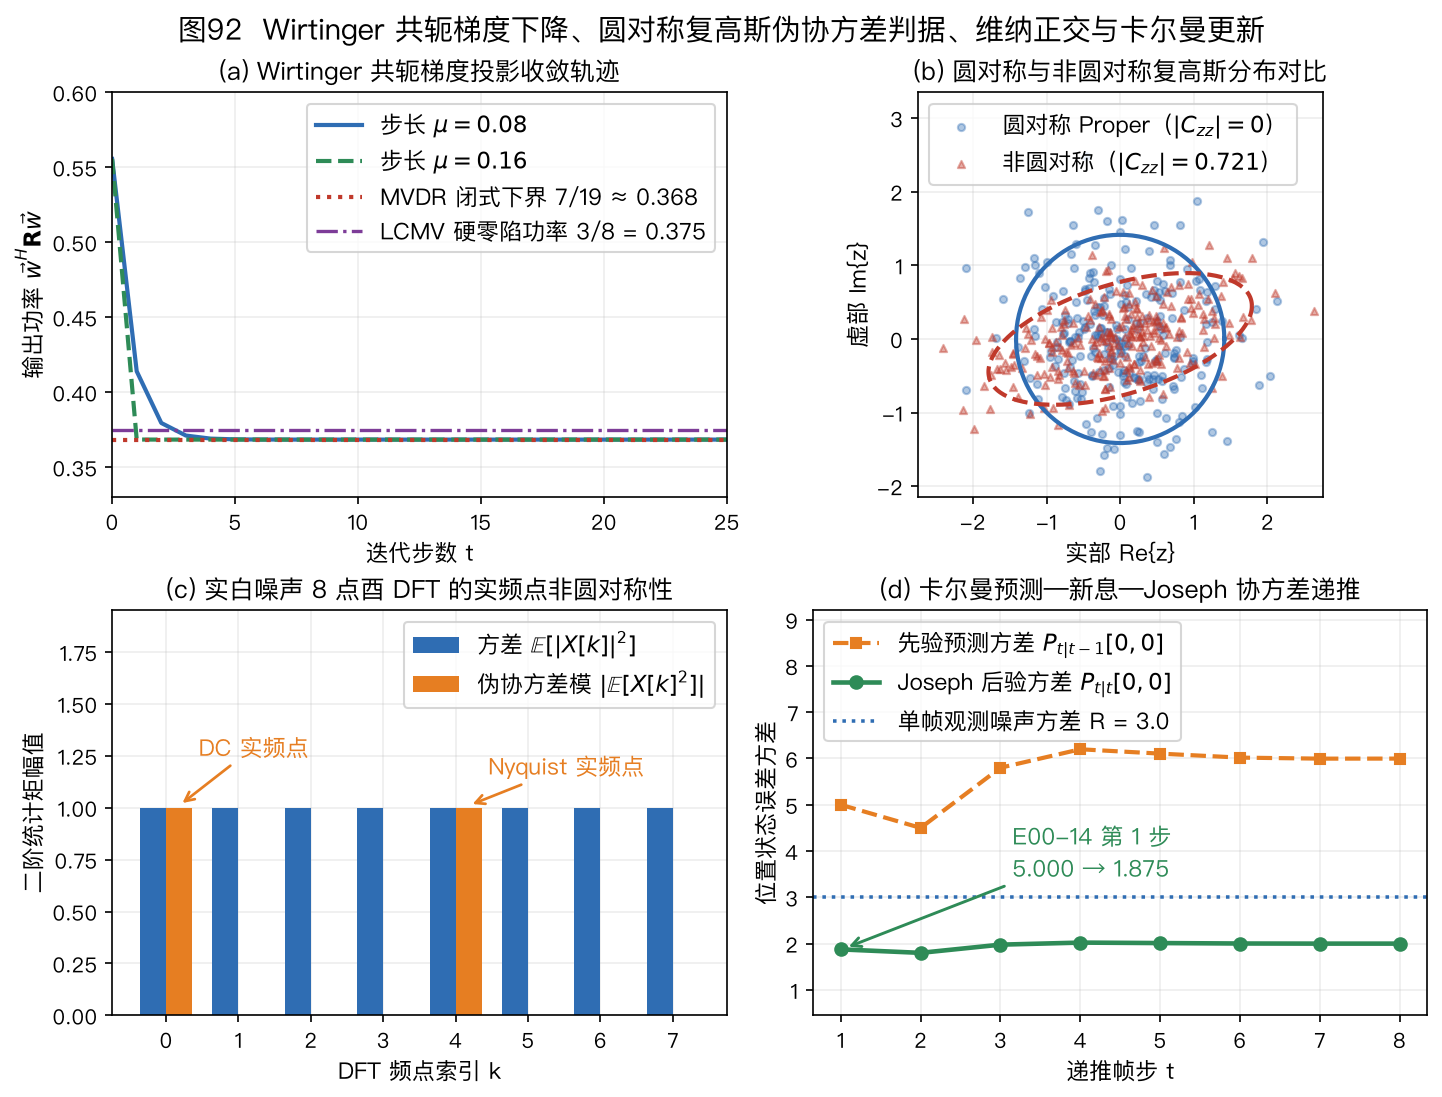 图92  Wirtinger 共轭梯度下降、圆对称复高斯伪协方差判据、维纳正交与卡尔曼更新
(a) Wirtinger 共轭梯度投影收敛轨迹
输出功率 $\vec{w}^H \mathbf{R} \vec{w}$
0.60
0.55
0.50
0.45
0.40
0.35
步长 μ = 0.08
步长 μ = 0.16
MVDR 闭式下界 7/19 ≈ 0.368
LCMV 硬零陷功率 3/8 = 0.375
0 5 10 15 20 25
迭代步数 t
(b) 圆对称与非圆对称复高斯分布对比
虚部 Im{z}
3
2
1
0
−1
−2
圆对称 Proper（|C_{zz}| = 0）
非圆对称（|C_{zz}| = 0.721）
−2 −1 0 1 2
实部 Re{z}
(c) 实白噪声 8 点酉 DFT 的实频点非圆对称性
二阶统计矩幅值
1.75
1.50
1.25
1.00
0.75
0.50
0.25
0.00
方差 𝔼[|X[k]|²]
伪协方差模 |𝔼[X[k]²]|
DC 实频点
Nyquist 实频点
0 1 2 3 4 5 6 7
DFT 频点索引 k
(d) 卡尔曼预测—新息—Joseph 协方差递推
位置状态误差方差
9
8
7
6
5
4
3
2
1
先验预测方差 P_{t|t−1}[0, 0]
Joseph 后验方差 P_{t|t}[0, 0]
单帧观测噪声方差 R = 3.0
E00–14 第 1 步
5.000 → 1.875
1 2 3 4 5 6 7 8
递推帧步 t